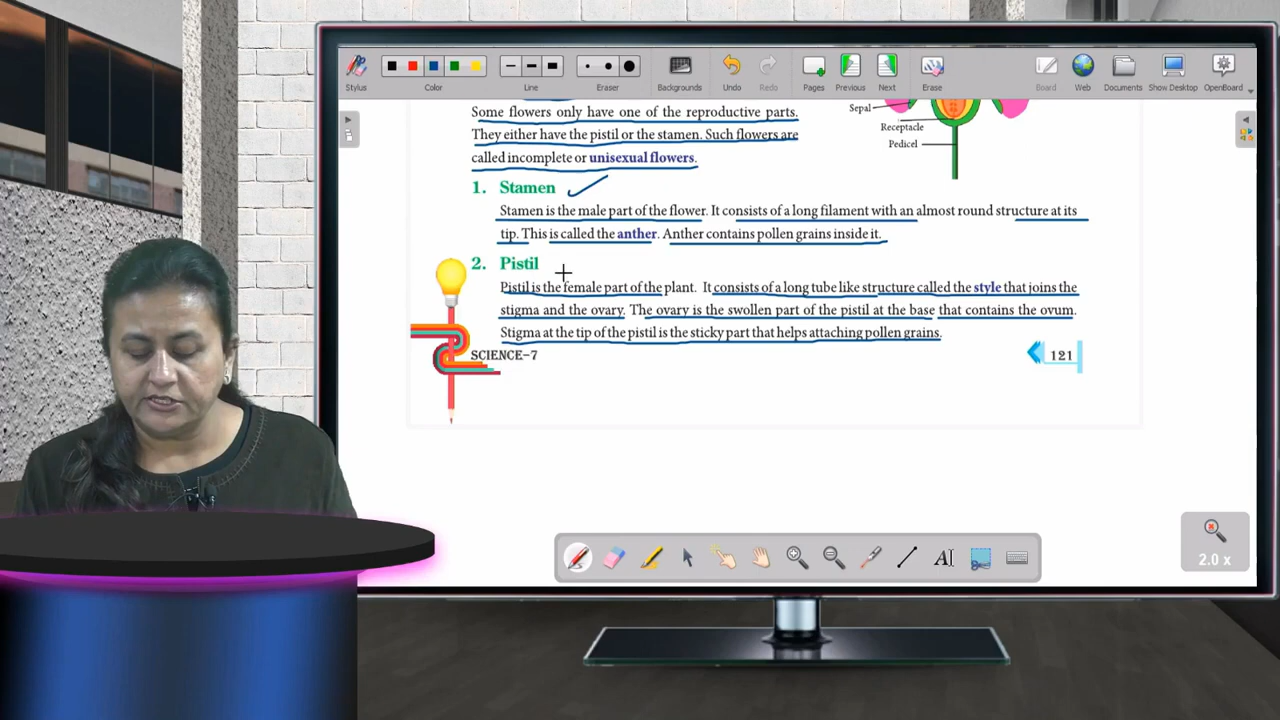 Stylus
Color
Line
Eraser
Backgrounds
Undo
Redo
Pages
Previous
Next
Erase
Board
Web
Documents
Show Desktop
OpenBoard
Some flowers only have one of the reproductive parts.
They either have the pistil or the stamen. Such flowers are
called incomplete or unisexual flowers.
Sepal
Receptacle
Pedicel
1. Stamen
Stamen is the male part of the flower. It consists of a long filament with an almost round structure at its
tip. This is called the anther. Anther contains pollen grains inside it.
2. Pistil
Pistil is the female part of the plant. It consists of a long tube like structure called the style that joins the
stigma and the ovary. The ovary is the swollen part of the pistil at the base that contains the ovum.
Stigma at the tip of the pistil is the sticky part that helps attaching pollen grains.
SCIENCE-7
121
AI
2.0 x